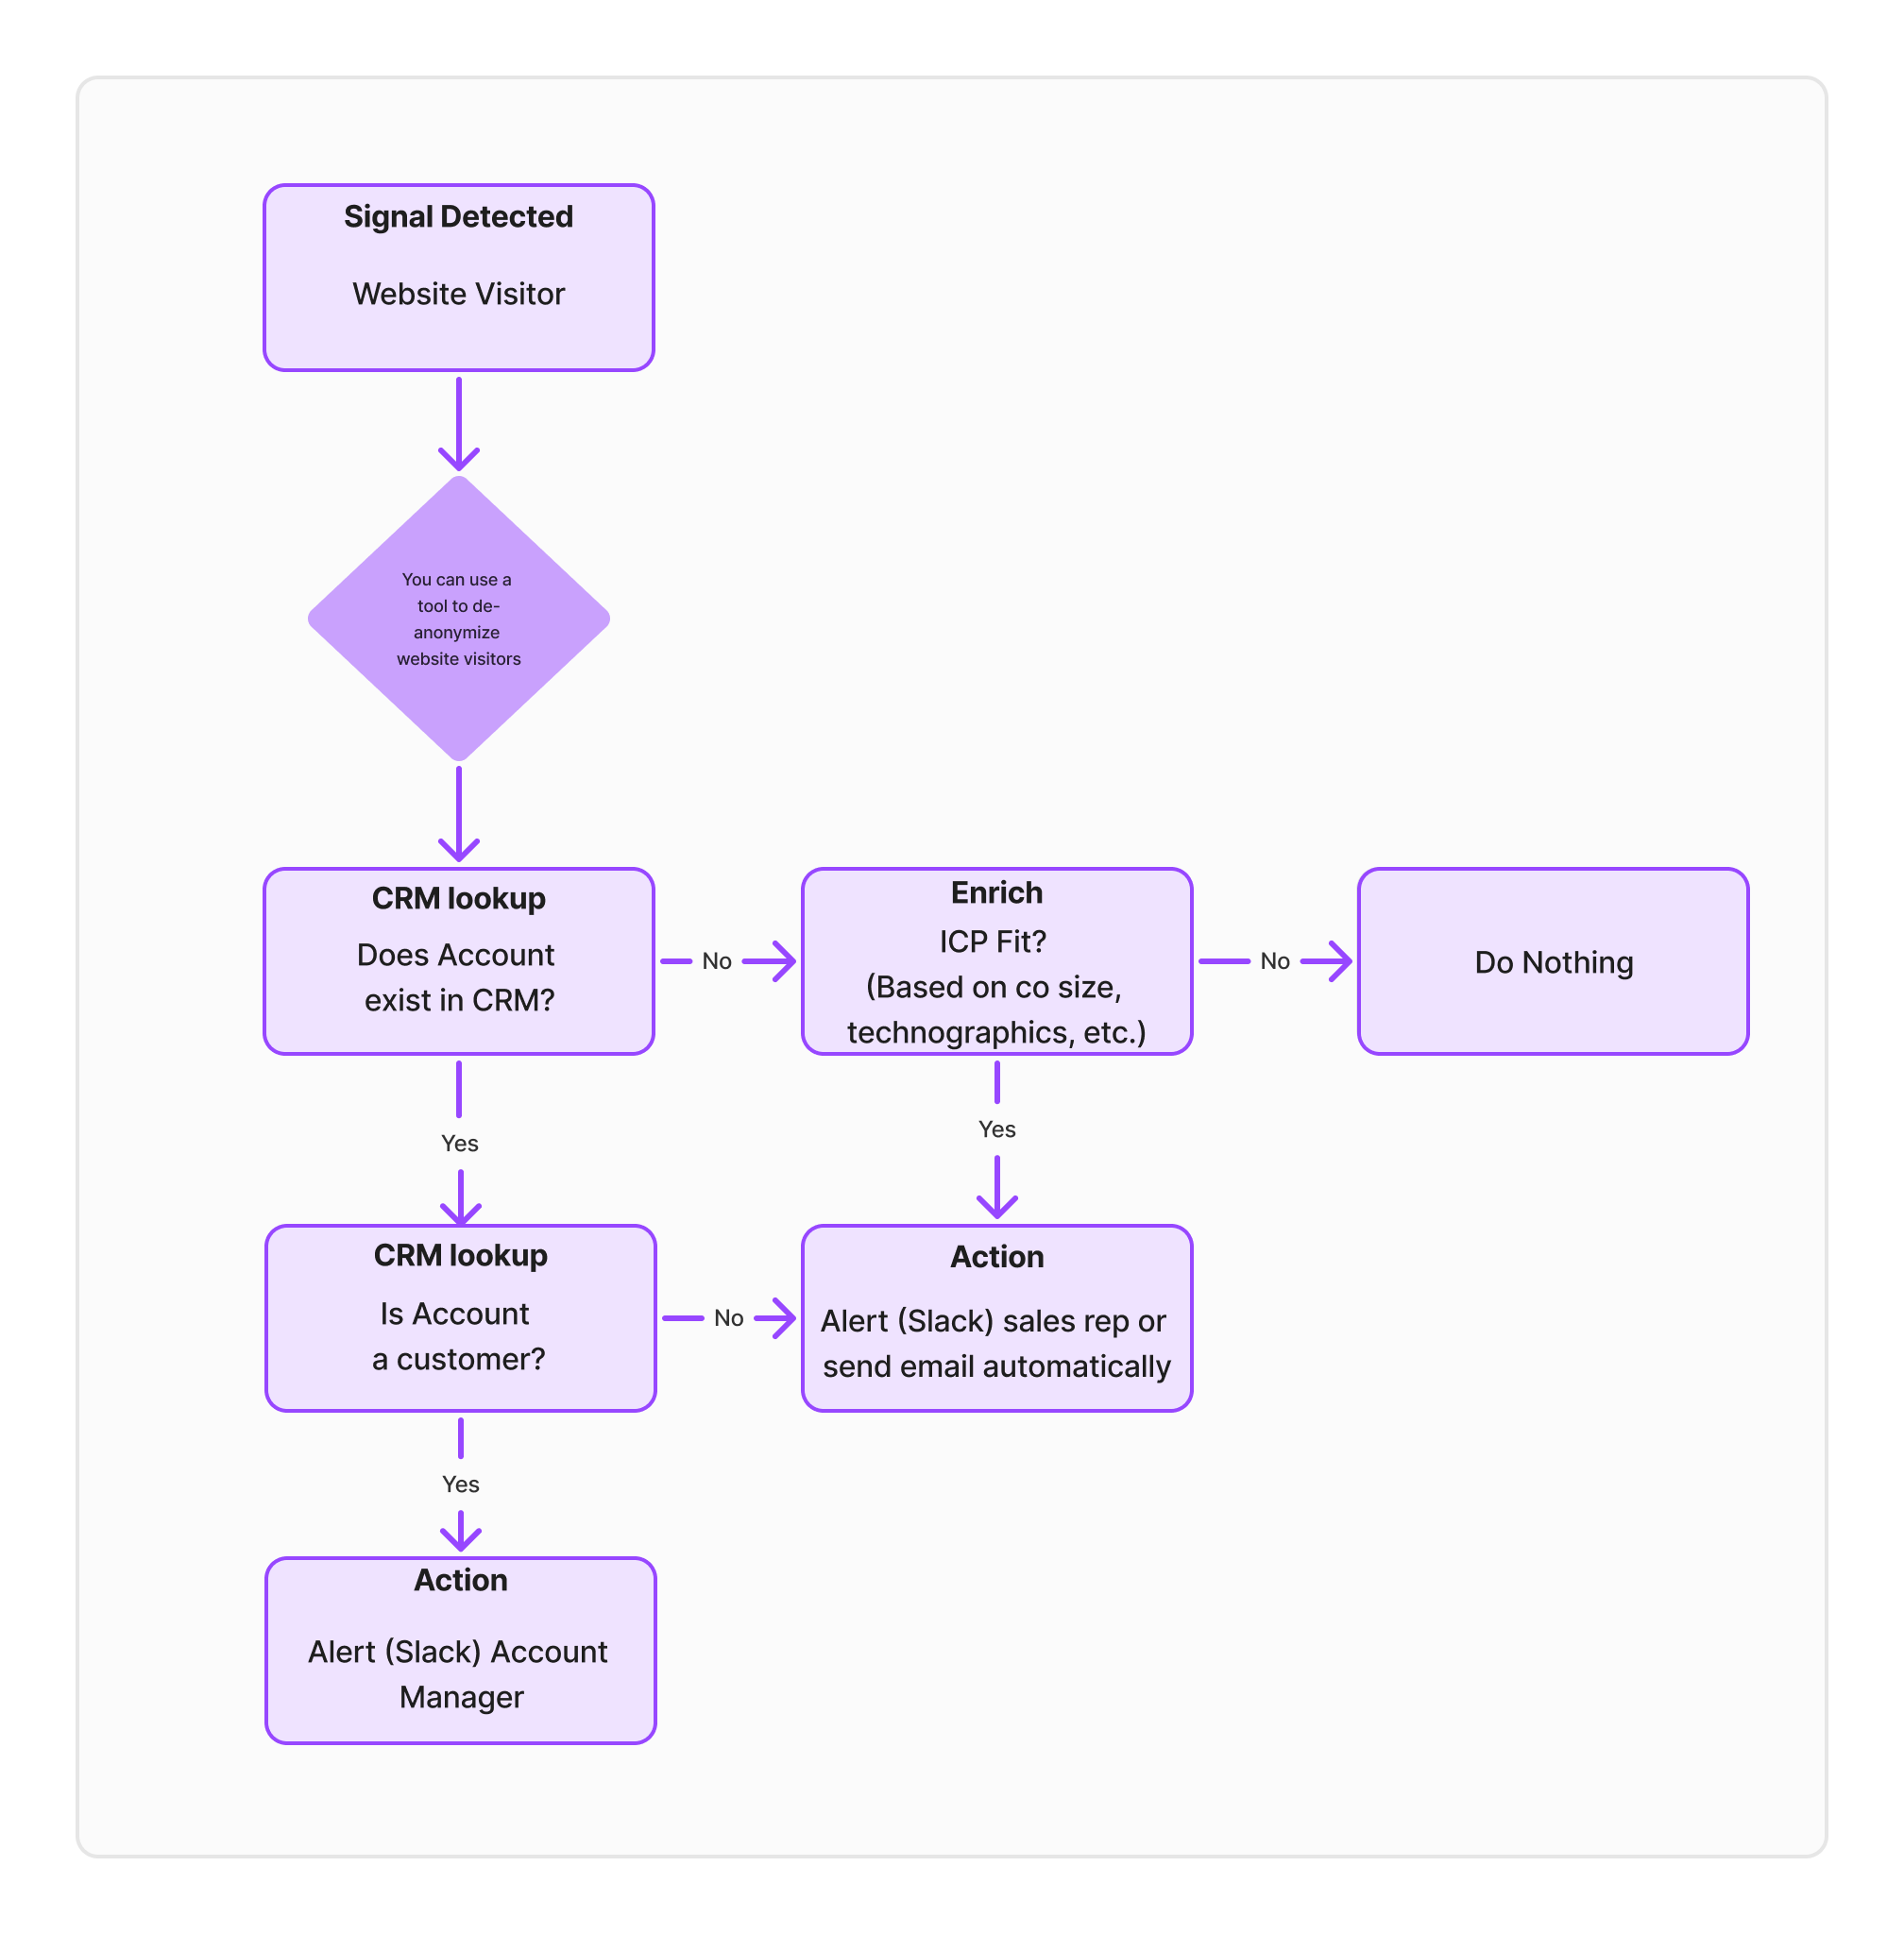 Signal Detected
Website Visitor
You can use a
tool to de-
anonymize
website visitors
CRM lookup
Does Account
exist in CRM?
No
Enrich
ICP Fit?
(Based on co size,
technographics, etc.)
No
Do Nothing
Yes
Yes
CRM lookup
Is Account
a customer?
No
Action
Alert (Slack) sales rep or
send email automatically
Yes
Action
Alert (Slack) Account
Manager